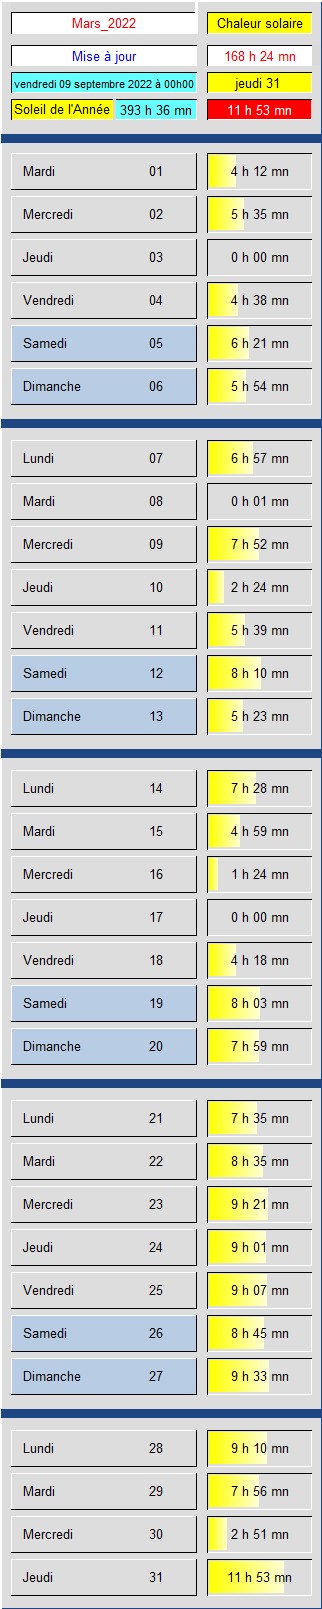 Mars_2022 Chaleur solaire
Mise à jour 168 h 24 mn
vendredi 09 septembre 2022 à 00h00 jeudi 31
Soleil de l'Année 393 h 36 mn 11 h 53 mn
Mardi 01 4 h 12 mn
Mercredi 02 5 h 35 mn
Jeudi 03 0 h 00 mn
Vendredi 04 4 h 38 mn
Samedi 05 6 h 21 mn
Dimanche 06 5 h 54 mn
Lundi 07 6 h 57 mn
Mardi 08 0 h 01 mn
Mercredi 09 7 h 52 mn
Jeudi 10 2 h 24 mn
Vendredi 11 5 h 39 mn
Samedi 12 8 h 10 mn
Dimanche 13 5 h 23 mn
Lundi 14 7 h 28 mn
Mardi 15 4 h 59 mn
Mercredi 16 1 h 24 mn
Jeudi 17 0 h 00 mn
Vendredi 18 4 h 18 mn
Samedi 19 8 h 03 mn
Dimanche 20 7 h 59 mn
Lundi 21 7 h 35 mn
Mardi 22 8 h 35 mn
Mercredi 23 9 h 21 mn
Jeudi 24 9 h 01 mn
Vendredi 25 9 h 07 mn
Samedi 26 8 h 45 mn
Dimanche 27 9 h 33 mn
Lundi 28 9 h 10 mn
Mardi 29 7 h 56 mn
Mercredi 30 2 h 51 mn
Jeudi 31 11 h 53 mn